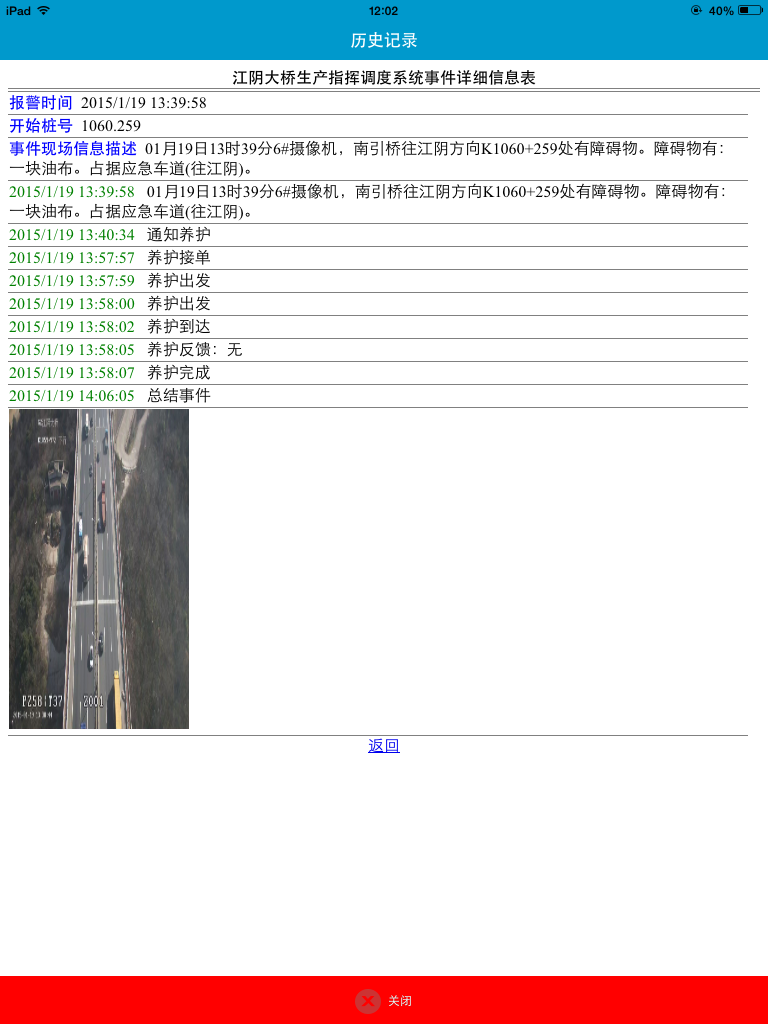 iPad 12:02 40%
历史记录
江阴大桥生产指挥调度系统事件详细信息表
报警时间 2015/1/19 13:39:58
开始桩号 1060.259
事件现场信息描述 01月19日13时39分6#摄像机，南引桥往江阴方向K1060+259处有障碍物。障碍物有：
一块油布。占据应急车道(往江阴)。
2015/1/19 13:39:58 01月19日13时39分6#摄像机，南引桥往江阴方向K1060+259处有障碍物。障碍物有：
一块油布。占据应急车道(往江阴)。
2015/1/19 13:40:34 通知养护
2015/1/19 13:57:57 养护接单
2015/1/19 13:57:59 养护出发
2015/1/19 13:58:00 养护出发
2015/1/19 13:58:02 养护到达
2015/1/19 13:58:05 养护反馈：无
2015/1/19 13:58:07 养护完成
2015/1/19 14:06:05 总结事件
2001
返回
关闭